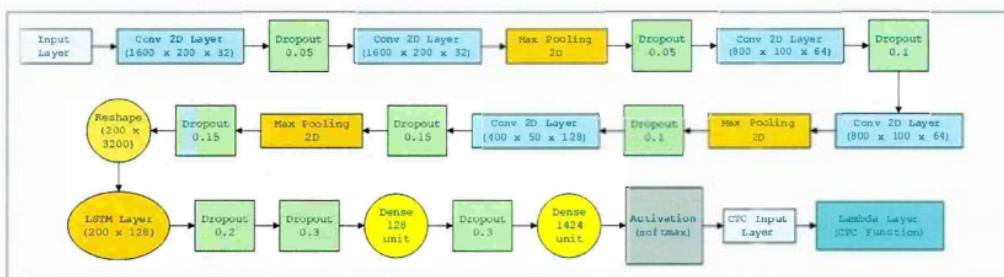 Input
Layer
Conv 2D Layer
(1600 x 200 x 32)
Dropout
0.05
Conv 2D Layer
(1600 x 200 x 32)
Max Pooling
2D
Dropout
0.05
Conv 2D Layer
(800 x 100 x 64)
Dropout
0.1
Reshape
(200 x
3200)
Dropout
0.15
Max Pooling
2D
Dropout
0.15
Conv 2D Layer
(400 x 50 x 128)
Dropout
0.1
Max Pooling
2D
Conv 2D Layer
(800 x 100 x 64)
LSTM Layer
(200 x 128)
Dropout
0.2
Dropout
0.3
Dense
128
unit
Dropout
0.3
Dense
1424
unit
Activation
(softmax)
CTC Input
Layer
Lambda Layer
(CTC Function)